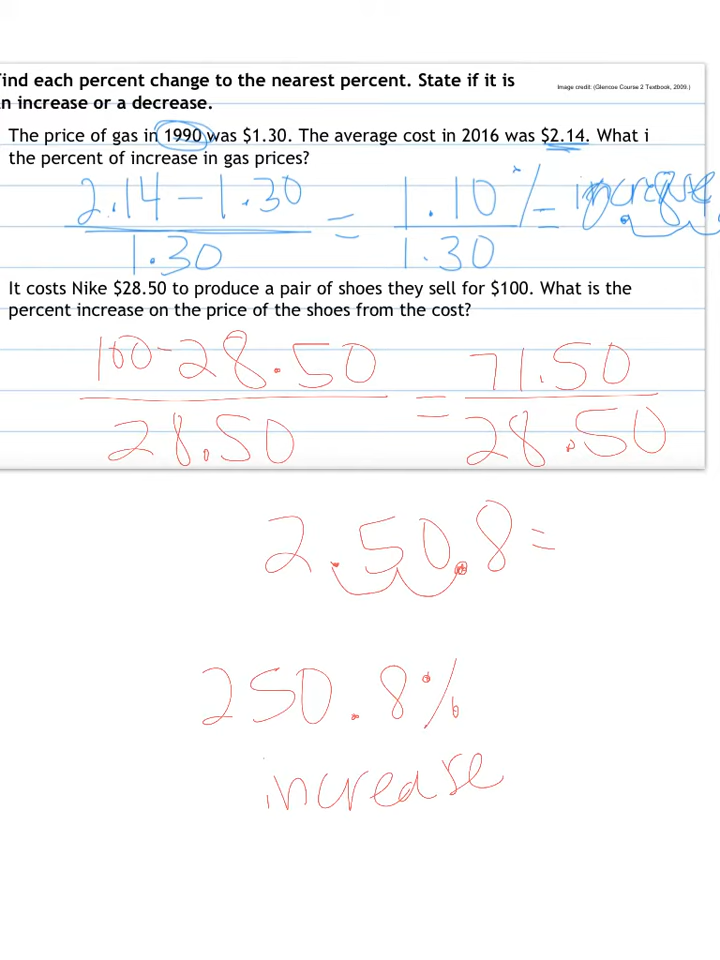 ind each percent change to the nearest percent. State if it is
n increase or a decrease.
Image credit: (Glencoe Course 2 Textbook, 2009.)
The price of gas in 1990 was $1.30. The average cost in 2016 was $2.14. What i
the percent of increase in gas prices?
2.14 - 1.30 = 1.10 % = increase
1.30 1.30
It costs Nike $28.50 to produce a pair of shoes they sell for $100. What is the
percent increase on the price of the shoes from the cost?
100 - 28.50 = 71.50
28.50 28.50
2.50.8 =
250.8%
increase